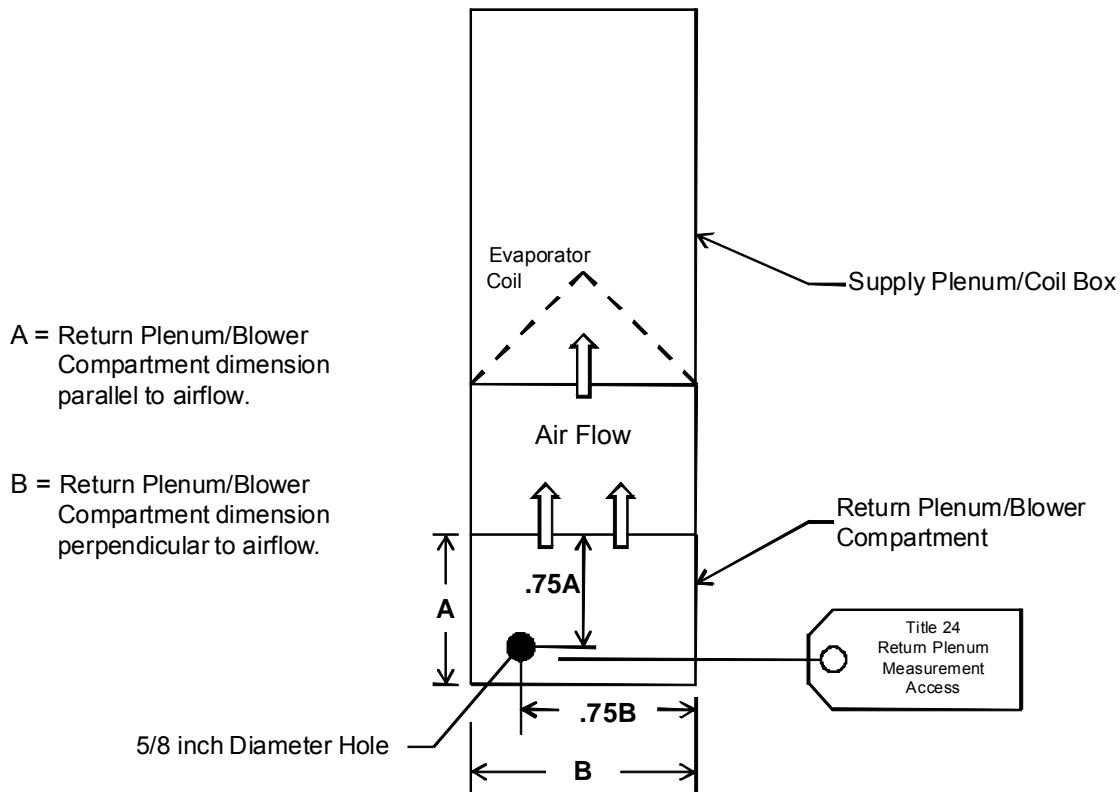 Evaporator
Coil
Supply Plenum/Coil Box
A = Return Plenum/Blower
Compartment dimension
parallel to airflow.
Air Flow
B = Return Plenum/Blower
Compartment dimension
perpendicular to airflow.
Return Plenum/Blower
Compartment
.75A
A
Title 24
Return Plenum
Measurement
Access
.75B
5/8 inch Diameter Hole
B